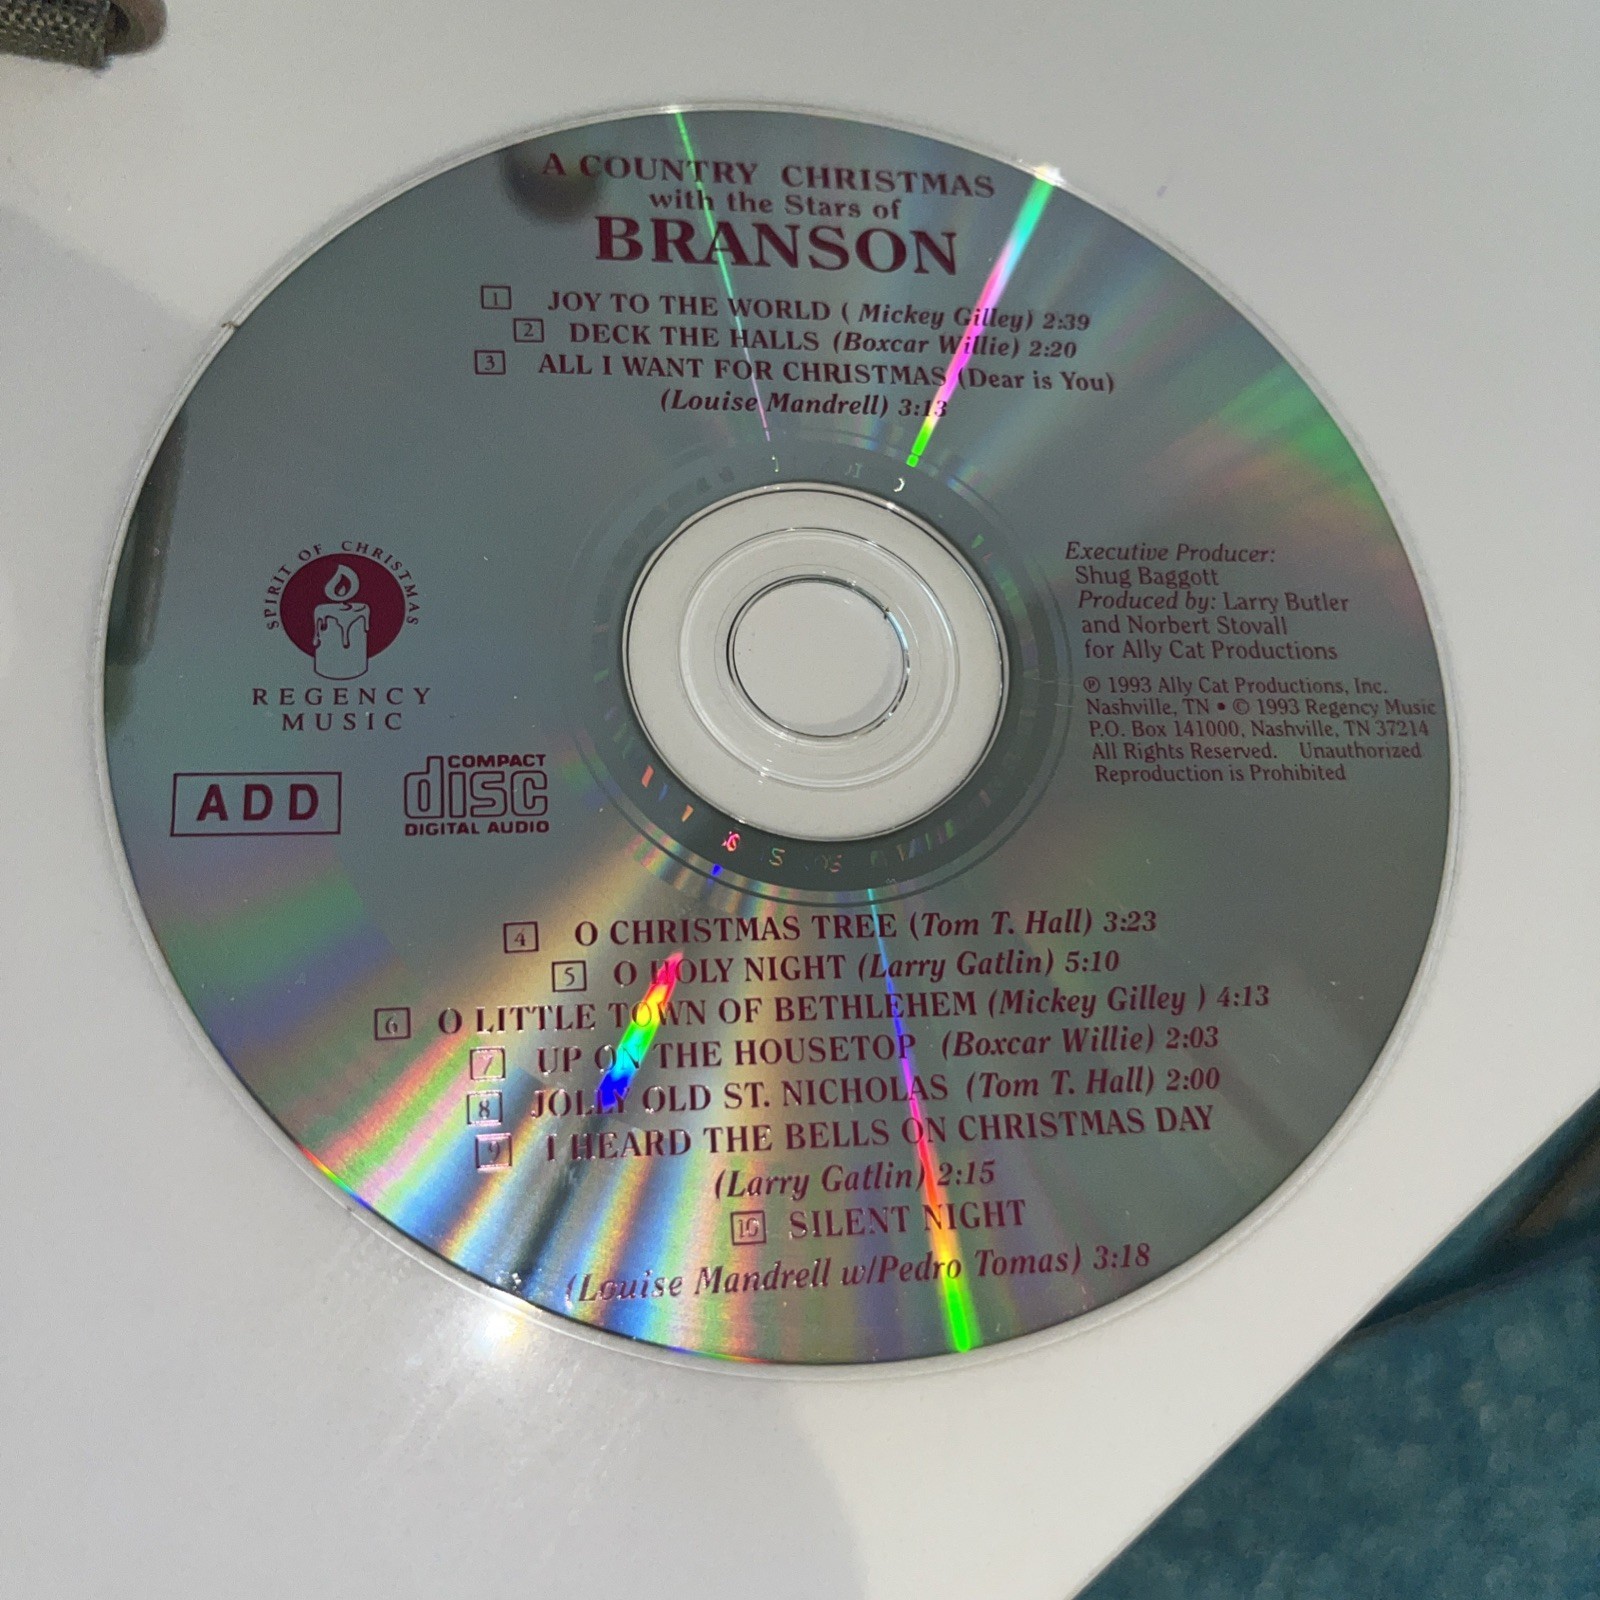 A COUNTRY CHRISTMAS
with the Stars of
BRANSON
1 JOY TO THE WORLD ( Mickey Gilley) 2:39
2 DECK THE HALLS (Boxcar Willie) 2:20
3 ALL I WANT FOR CHRISTMAS (Dear is You)
(Louise Mandrell) 3:13
SPIRIT OF CHRISTMAS
REGENCY
MUSIC
ADD
COMPACT
disc
DIGITAL AUDIO
Executive Producer:
Shug Baggott
Produced by: Larry Butler
and Norbert Stovall
for Ally Cat Productions
℗ 1993 Ally Cat Productions, Inc.
Nashville, TN • © 1993 Regency Music
P.O. Box 141000, Nashville, TN 37214
All Rights Reserved. Unauthorized
Reproduction is Prohibited
4 O CHRISTMAS TREE (Tom T. Hall) 3:23
5 O HOLY NIGHT (Larry Gatlin) 5:10
6 O LITTLE TOWN OF BETHLEHEM (Mickey Gilley ) 4:13
7 UP ON THE HOUSETOP (Boxcar Willie) 2:03
8 JOLLY OLD ST. NICHOLAS (Tom T. Hall) 2:00
9 I HEARD THE BELLS ON CHRISTMAS DAY
(Larry Gatlin) 2:15
10 SILENT NIGHT
(Louise Mandrell w/Pedro Tomas) 3:18